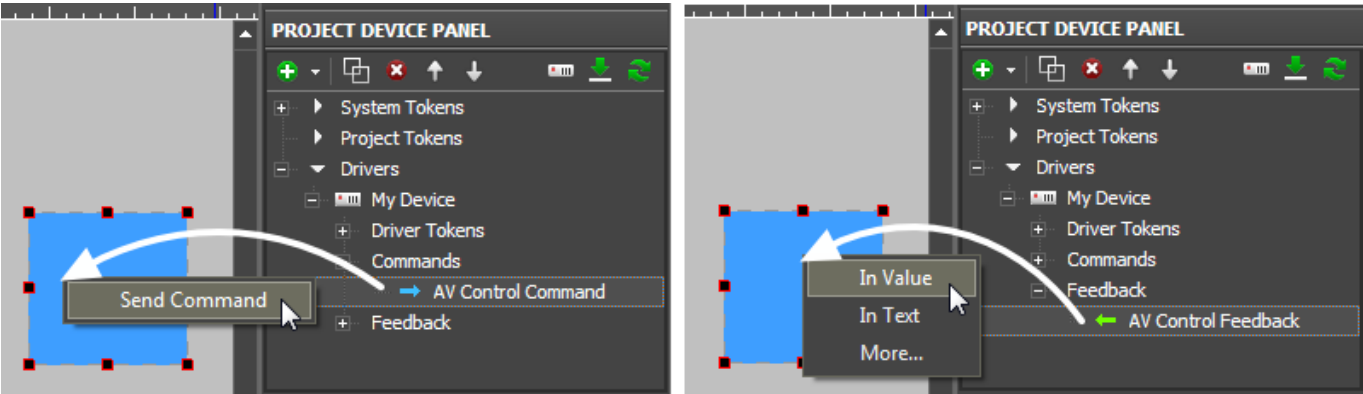 PROJECT DEVICE PANEL
System Tokens
Project Tokens
Drivers
My Device
Driver Tokens
Commands
AV Control Command
Feedback
Send Command
PROJECT DEVICE PANEL
System Tokens
Project Tokens
Drivers
My Device
Driver Tokens
Commands
Feedback
AV Control Feedback
In Value
In Text
More...